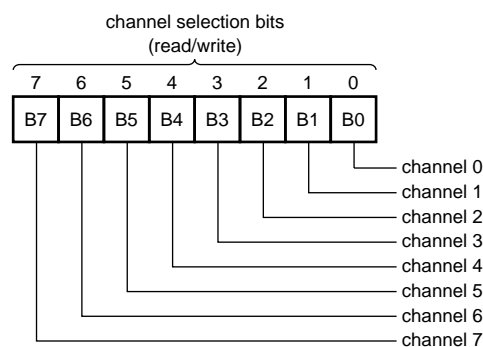 channel selection bits
(read/write)
7 6 5 4 3 2 1 0
B7 B6 B5 B4 B3 B2 B1 B0
channel 0
channel 1
channel 2
channel 3
channel 4
channel 5
channel 6
channel 7